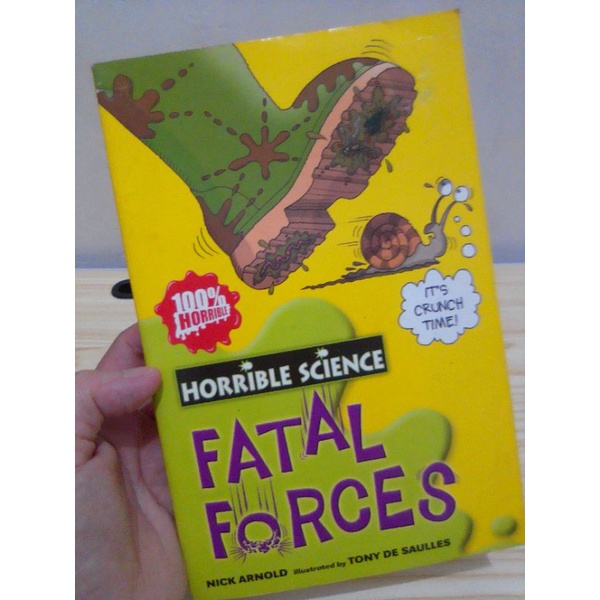 100%
HORRIBLE
IT'S
CRUNCH
TIME!
HORRIBLE SCIENCE
FATAL
FORCES
NICK ARNOLD illustrated by TONY DE SAULLES